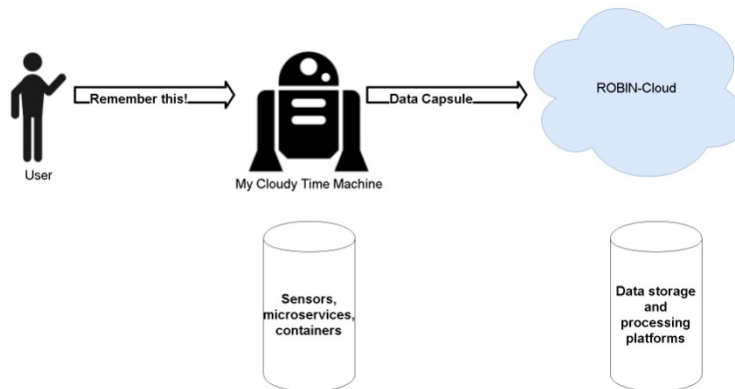 Remember this!
Data Capsule
ROBIN-Cloud
User
My Cloudy Time Machine
Sensors,
microservices,
containers
Data storage
and
processing
platforms